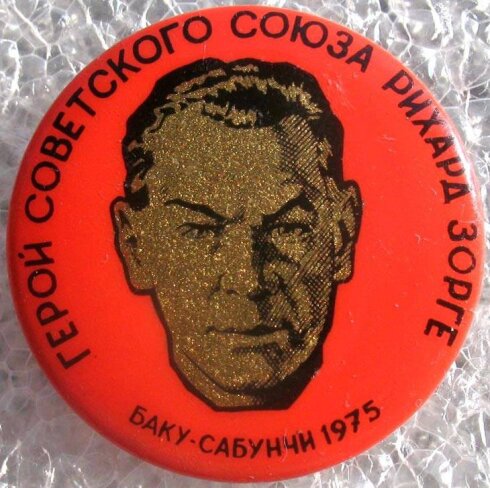 ГЕРОЙ СОВЕТСКОГО СОЮЗА РИХАРД ЗОРГЕ
БАКУ-САБУНЧИ 1975